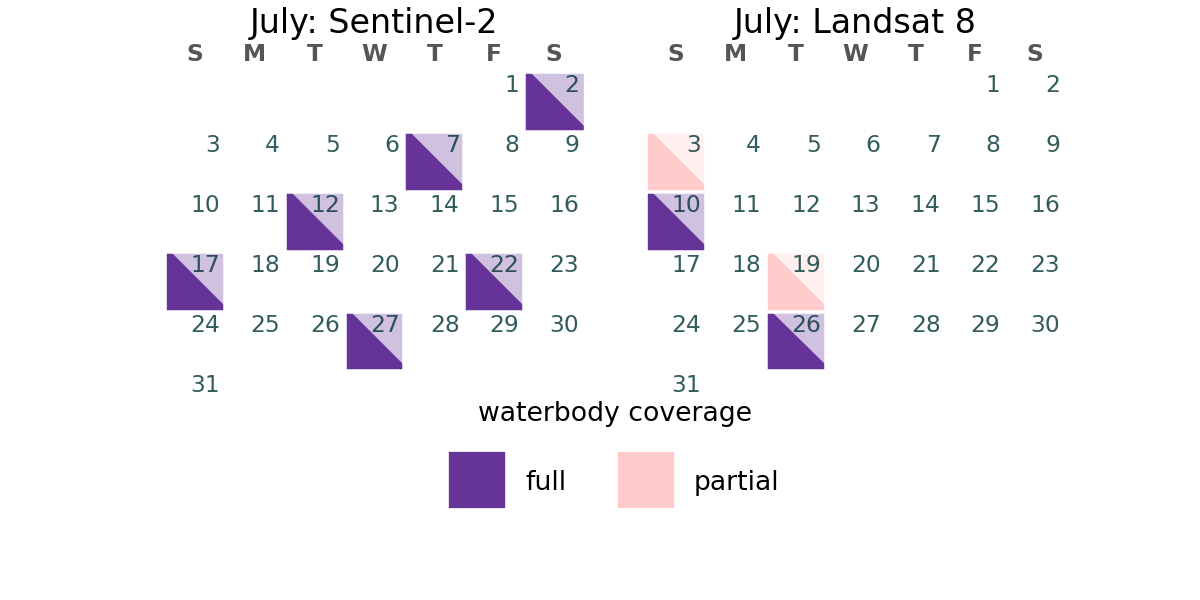 July: Sentinel-2
S M T W T F S
1 2
3 4 5 6 7 8 9
10 11 12 13 14 15 16
17 18 19 20 21 22 23
24 25 26 27 28 29 30
31
July: Landsat 8
S M T W T F S
1 2
3 4 5 6 7 8 9
10 11 12 13 14 15 16
17 18 19 20 21 22 23
24 25 26 27 28 29 30
31
waterbody coverage
full
partial